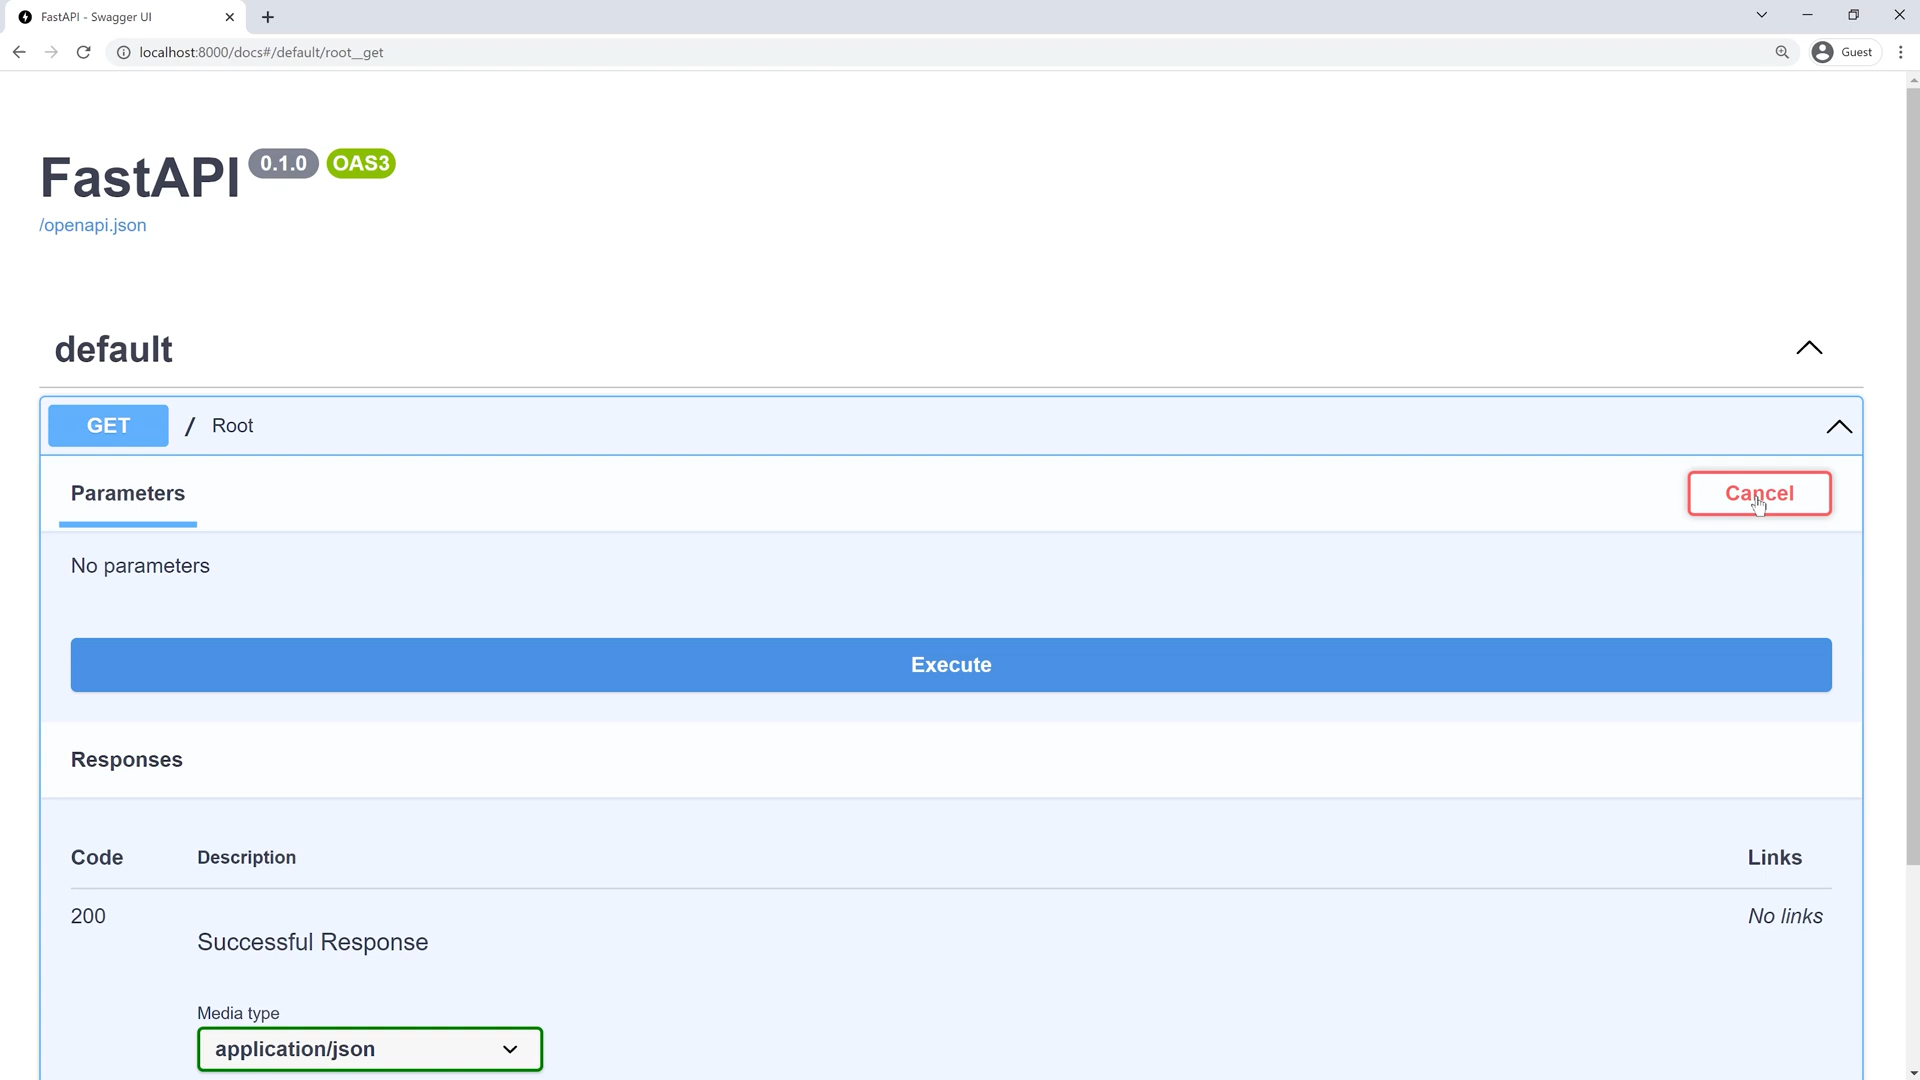 FastAPI - Swagger UI
localhost:8000/docs#/default/root__get
Guest
FastAPI 0.1.0 OAS3
/openapi.json
default
GET / Root
Parameters
Cancel
No parameters
Execute
Responses
Code Description Links
200 No links
Successful Response
Media type
application/json